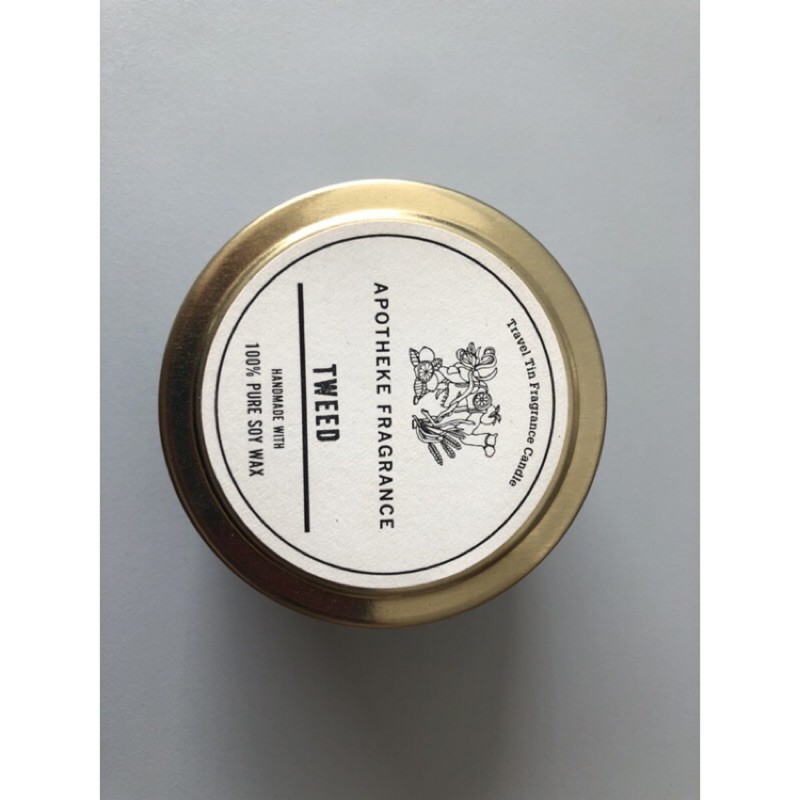 Travel Tin Fragrance Candle
APOTHEKE FRAGRANCE
TWEED
HANDMADE WITH
100% PURE SOY WAX